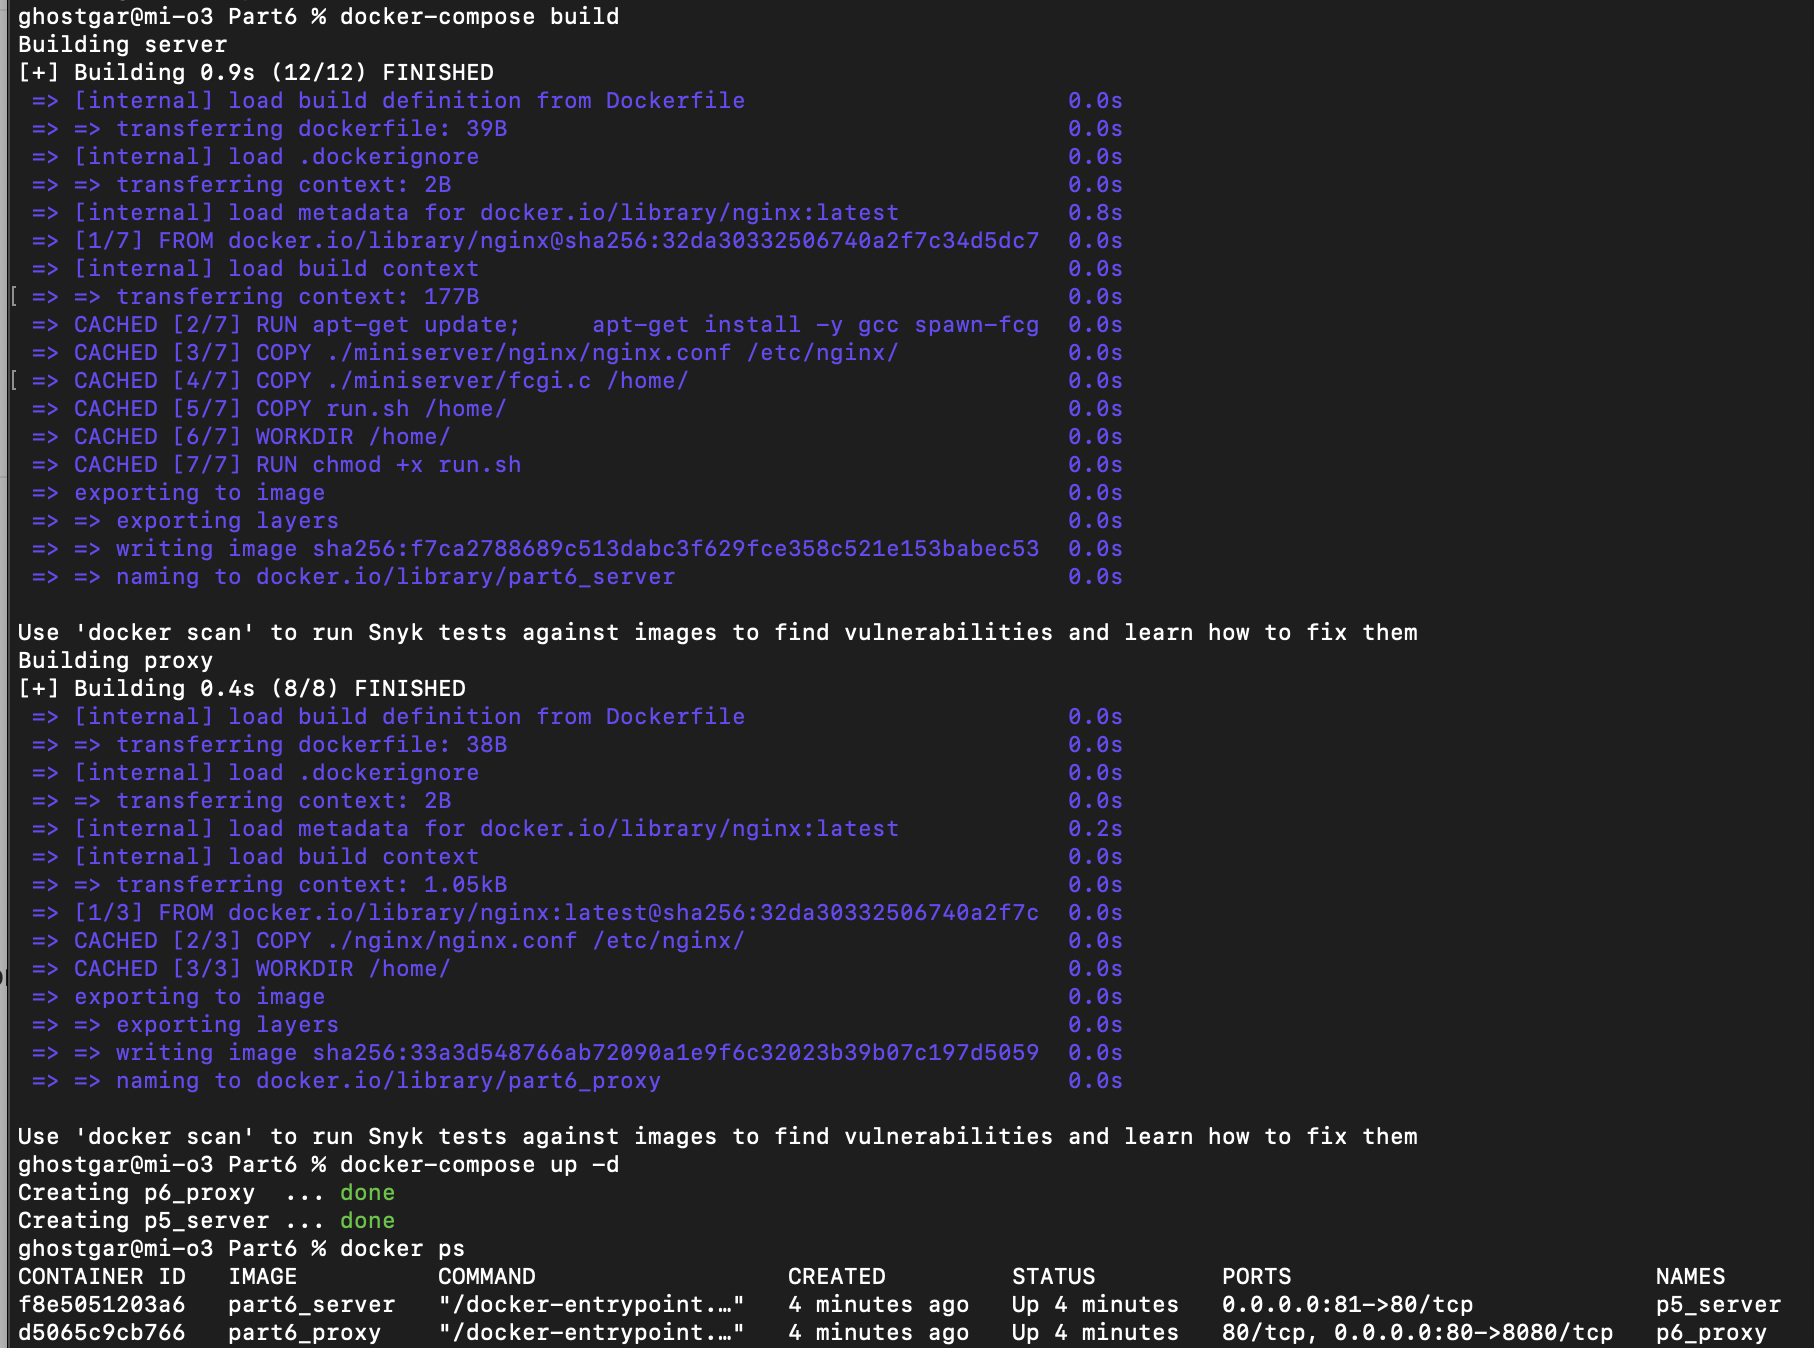 ghostgar@mi-o3 Part6 % docker-compose build
Building server
[+] Building 0.9s (12/12) FINISHED
=> [internal] load build definition from Dockerfile 0.0s
=> => transferring dockerfile: 39B 0.0s
=> [internal] load .dockerignore 0.0s
=> => transferring context: 2B 0.0s
=> [internal] load metadata for docker.io/library/nginx:latest 0.8s
=> [1/7] FROM docker.io/library/nginx@sha256:32da30332506740a2f7c34d5dc7 0.0s
=> [internal] load build context 0.0s
[ => => transferring context: 177B 0.0s
=> CACHED [2/7] RUN apt-get update;     apt-get install -y gcc spawn-fcg 0.0s
=> CACHED [3/7] COPY ./miniserver/nginx/nginx.conf /etc/nginx/ 0.0s
[ => CACHED [4/7] COPY ./miniserver/fcgi.c /home/ 0.0s
=> CACHED [5/7] COPY run.sh /home/ 0.0s
=> CACHED [6/7] WORKDIR /home/ 0.0s
=> CACHED [7/7] RUN chmod +x run.sh 0.0s
=> exporting to image 0.0s
=> => exporting layers 0.0s
=> => writing image sha256:f7ca2788689c513dabc3f629fce358c521e153babec53 0.0s
=> => naming to docker.io/library/part6_server 0.0s
Use 'docker scan' to run Snyk tests against images to find vulnerabilities and learn how to fix them
Building proxy
[+] Building 0.4s (8/8) FINISHED
=> [internal] load build definition from Dockerfile 0.0s
=> => transferring dockerfile: 38B 0.0s
=> [internal] load .dockerignore 0.0s
=> => transferring context: 2B 0.0s
=> [internal] load metadata for docker.io/library/nginx:latest 0.2s
=> [internal] load build context 0.0s
=> => transferring context: 1.05kB 0.0s
=> [1/3] FROM docker.io/library/nginx:latest@sha256:32da30332506740a2f7c 0.0s
=> CACHED [2/3] COPY ./nginx/nginx.conf /etc/nginx/ 0.0s
=> CACHED [3/3] WORKDIR /home/ 0.0s
=> exporting to image 0.0s
=> => exporting layers 0.0s
=> => writing image sha256:33a3d548766ab72090a1e9f6c32023b39b07c197d5059 0.0s
=> => naming to docker.io/library/part6_proxy 0.0s
Use 'docker scan' to run Snyk tests against images to find vulnerabilities and learn how to fix them
ghostgar@mi-o3 Part6 % docker-compose up -d
Creating p6_proxy  ... done
Creating p5_server ... done
ghostgar@mi-o3 Part6 % docker ps
CONTAINER ID IMAGE COMMAND CREATED STATUS PORTS NAMES
f8e5051203a6 part6_server "/docker-entrypoint.…" 4 minutes ago Up 4 minutes 0.0.0.0:81->80/tcp p5_server
d5065c9cb766 part6_proxy "/docker-entrypoint.…" 4 minutes ago Up 4 minutes 80/tcp, 0.0.0.0:80->8080/tcp p6_proxy